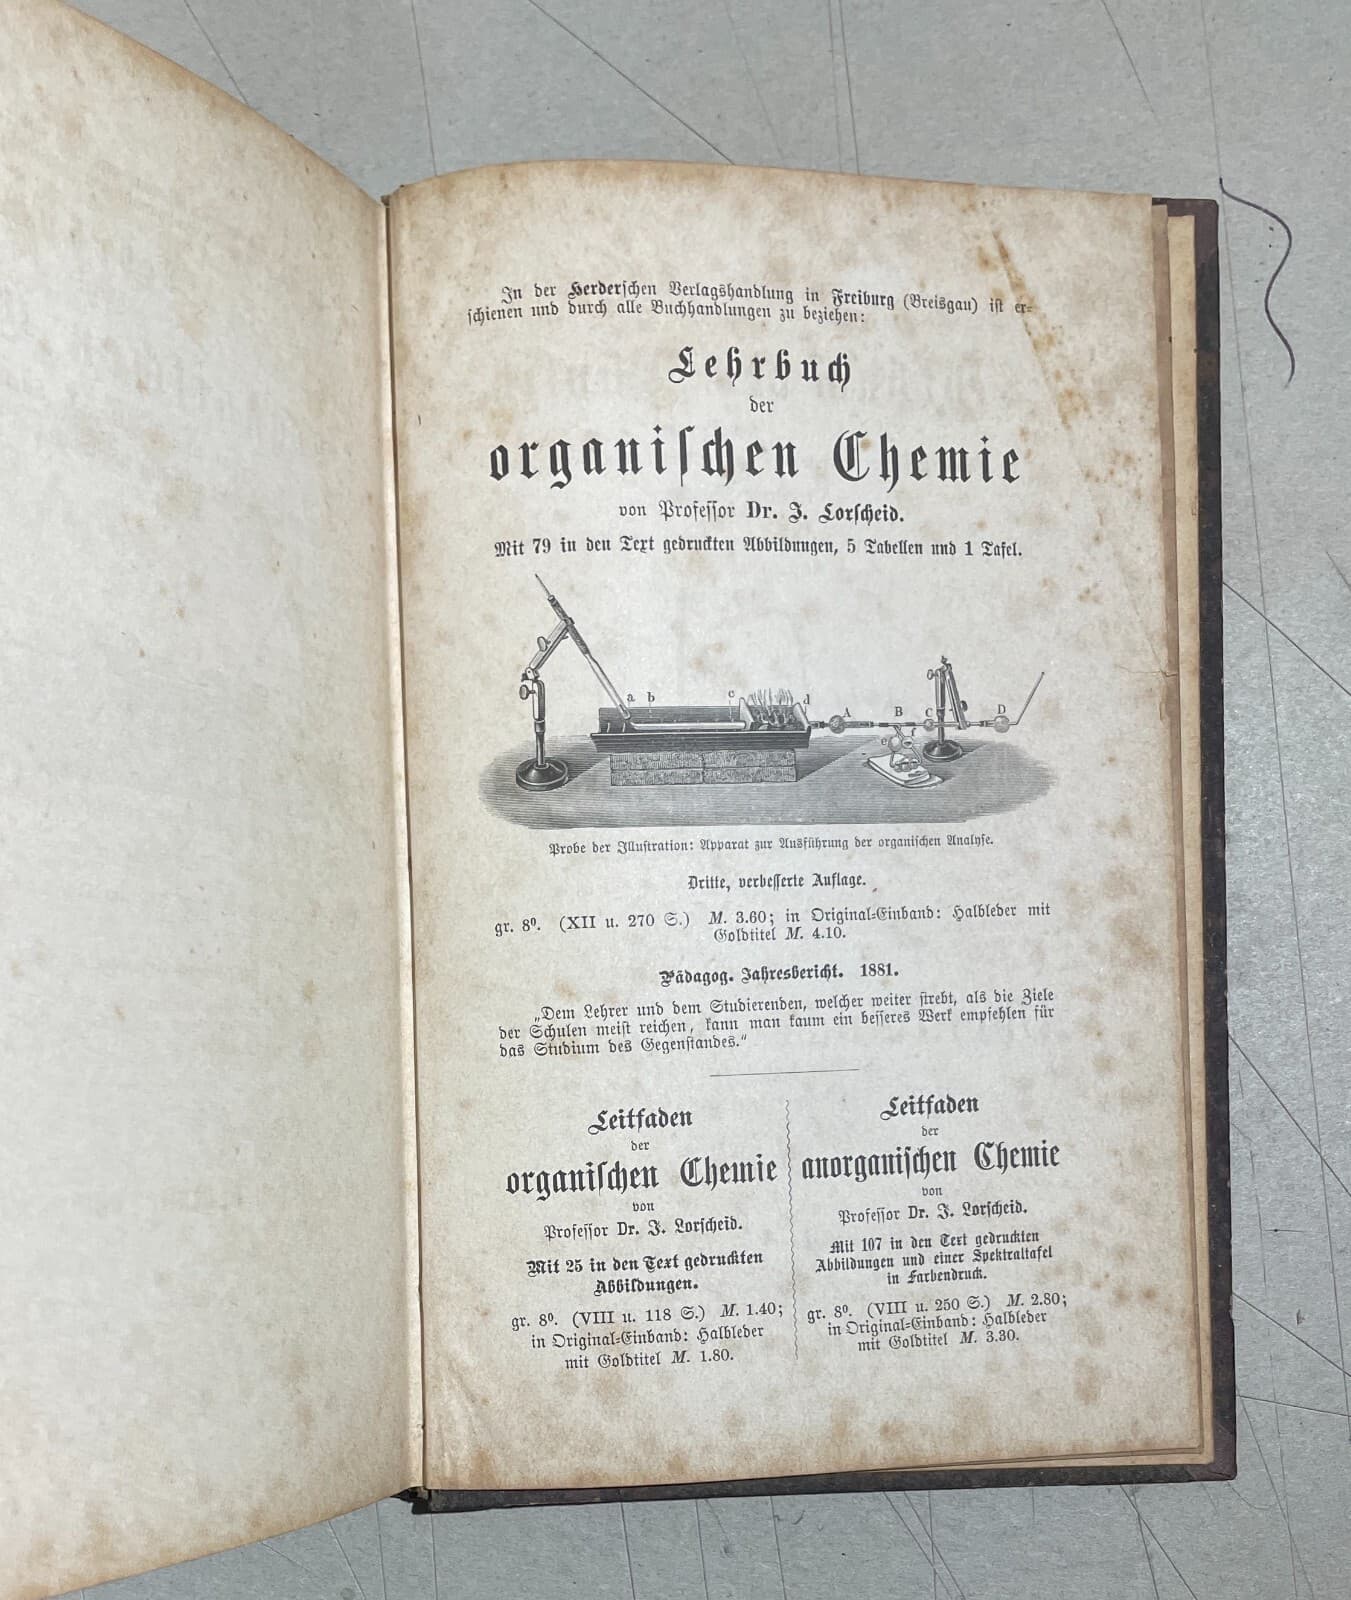 In der Herderschen Verlagshandlung in Freiburg (Breisgau) ist er-
schienen und durch alle Buchhandlungen zu beziehen:
Lehrbuch
der
organischen Chemie
von Professor Dr. J. Lorscheid.
Mit 79 in den Text gedruckten Abbildungen, 5 Tabellen und 1 Tafel.
a b c d A B C D
e f
Probe der Illustration: Apparat zur Ausführung der organischen Analyse.
Dritte, verbesserte Auflage.
gr. 8⁰. (XII u. 270 S.) M. 3.60; in Original-Einband: Halbleder mit
Goldtitel M. 4.10.
Pädagog. Jahresbericht. 1881.
„Dem Lehrer und dem Studierenden, welcher weiter strebt, als die Ziele
der Schulen meist reichen, kann man kaum ein besseres Werk empfehlen für
das Studium des Gegenstandes.“
Leitfaden
der
organischen Chemie
von
Professor Dr. J. Lorscheid.
Mit 25 in den Text gedruckten
Abbildungen.
gr. 8⁰. (VIII u. 118 S.) M. 1.40;
in Original-Einband: Halbleder
mit Goldtitel M. 1.80.
Leitfaden
der
anorganischen Chemie
von
Professor Dr. J. Lorscheid.
Mit 107 in den Text gedruckten
Abbildungen und einer Spektraltafel
in Farbendruck.
gr. 8⁰. (VIII u. 250 S.) M. 2.80;
in Original-Einband: Halbleder
mit Goldtitel M. 3.30.